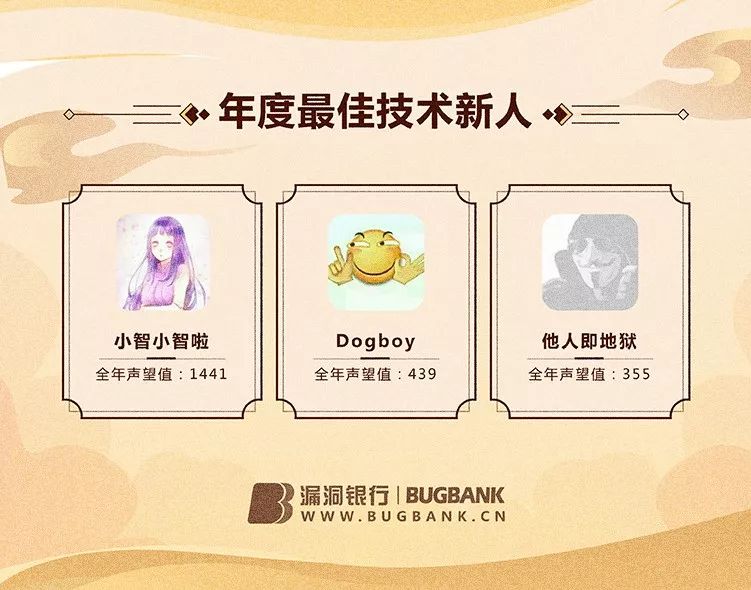 年度最佳技术新人
小智小智啦
全年声望值：1441
Dogboy
全年声望值：439
他人即地狱
全年声望值：355
漏洞银行 | BUGBANK
WWW.BUGBANK.CN